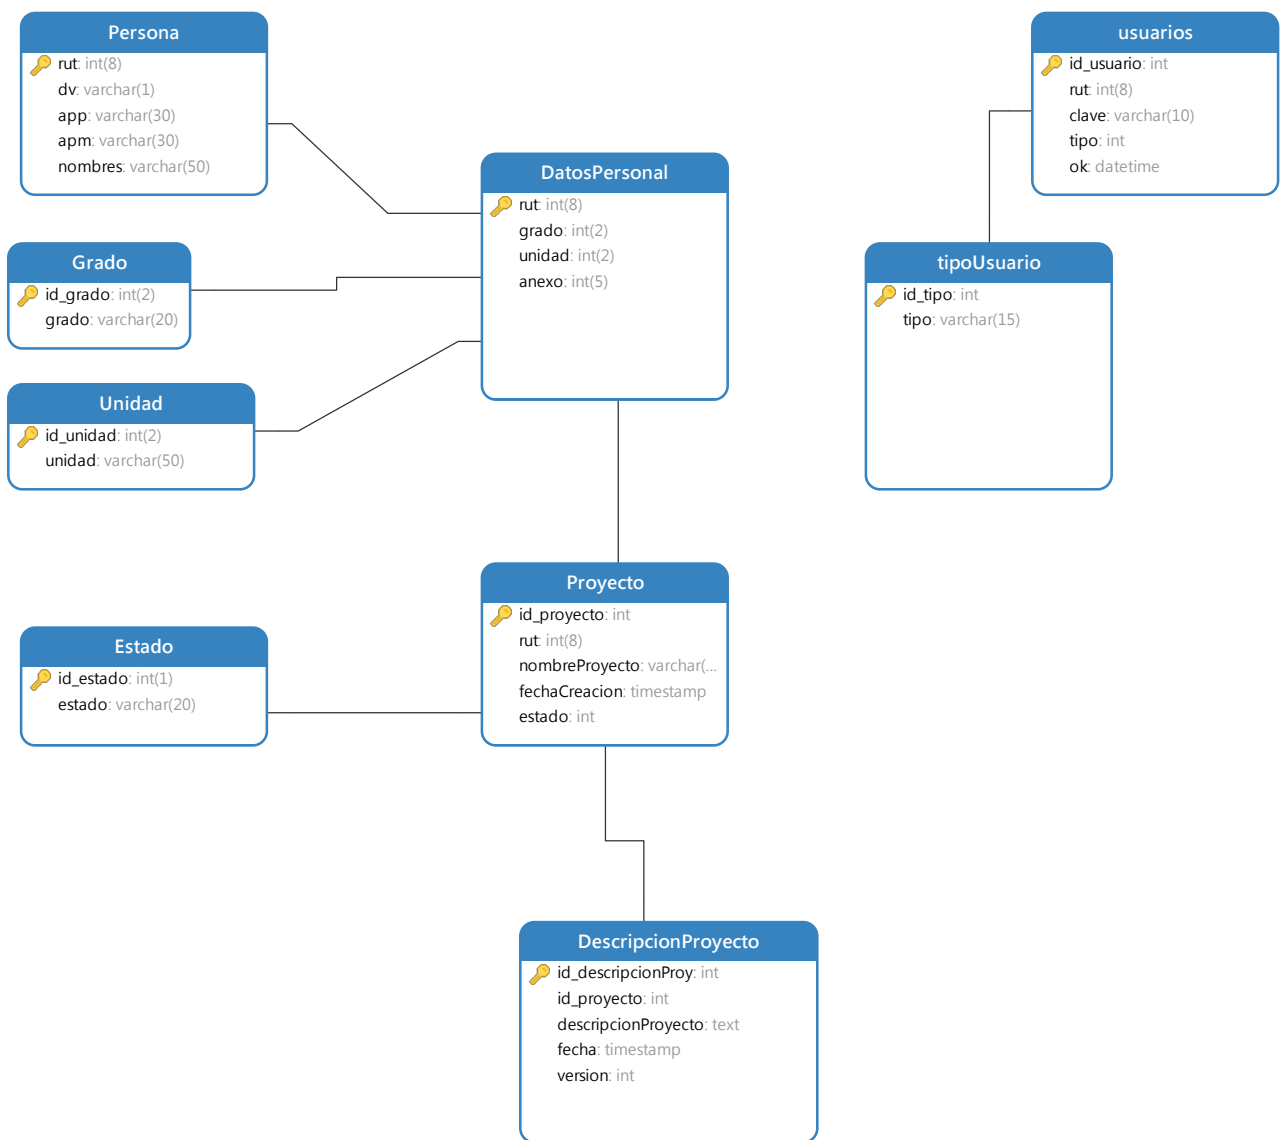 Persona
rut: int(8)
dv: varchar(1)
app: varchar(30)
apm: varchar(30)
nombres: varchar(50)
usuarios
id_usuario: int
rut: int(8)
clave: varchar(10)
tipo: int
ok: datetime
DatosPersonal
rut: int(8)
grado: int(2)
unidad: int(2)
anexo: int(5)
Grado
id_grado: int(2)
grado: varchar(20)
tipoUsuario
id_tipo: int
tipo: varchar(15)
Unidad
id_unidad: int(2)
unidad: varchar(50)
Proyecto
id_proyecto: int
rut: int(8)
nombreProyecto: varchar(...
fechaCreacion: timestamp
estado: int
Estado
id_estado: int(1)
estado: varchar(20)
DescripcionProyecto
id_descripcionProy: int
id_proyecto: int
descripcionProyecto: text
fecha: timestamp
version: int